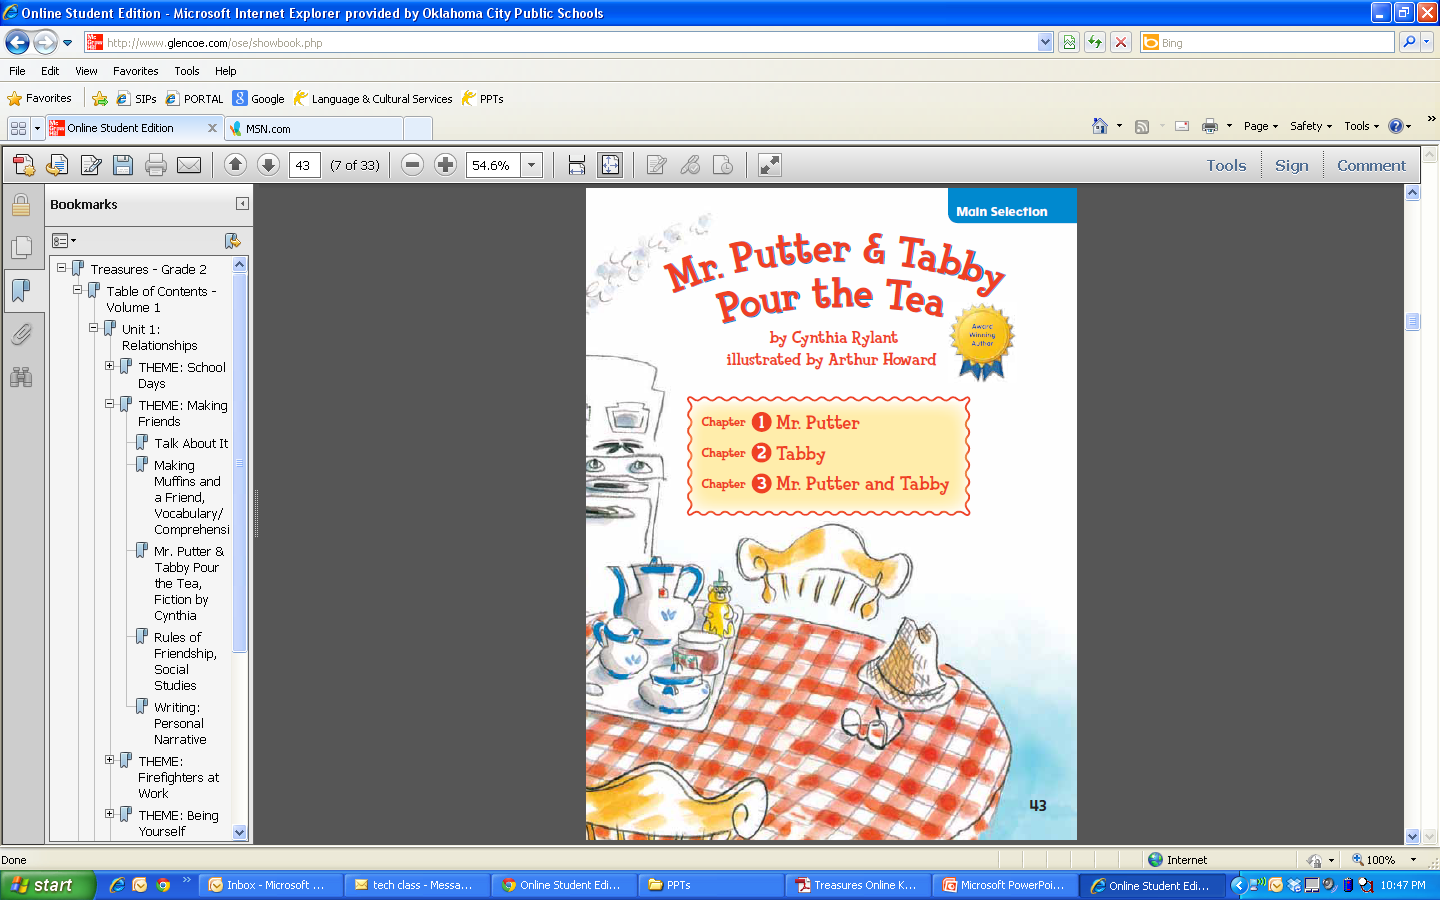 Online Student Edition - Microsoft Internet Explorer provided by Oklahoma City Public Schools
http://www.glencoe.com/ose/showbook.php
Bing
File Edit View Favorites Tools Help
Favorites SIPs PORTAL Google Language & Cultural Services PPTs
Online Student Edition MSN.com Page Safety Tools
43 (7 of 33) 54.6% Tools Sign Comment
Bookmarks
Treasures - Grade 2
Table of Contents -
Volume 1
Unit 1:
Relationships
THEME: School
Days
THEME: Making
Friends
Talk About It
Making
Muffins and
a Friend,
Vocabulary/
Comprehensi
Mr. Putter &
Tabby Pour
the Tea,
Fiction by
Cynthia
Rules of
Friendship,
Social
Studies
Writing:
Personal
Narrative
THEME:
Firefighters at
Work
THEME: Being
Yourself
Main Selection
Mr. Putter & Tabby
Pour the Tea
by Cynthia Rylant
illustrated by Arthur Howard
Award
Winning
Author
Chapter 1 Mr. Putter
Chapter 2 Tabby
Chapter 3 Mr. Putter and Tabby
43
Done Internet 100%
start Inbox - Microsoft ... tech class - Messa... Online Student Edi... PPTs Treasures Online K... Microsoft PowerPoi... Online Student Edi... 10:47 PM